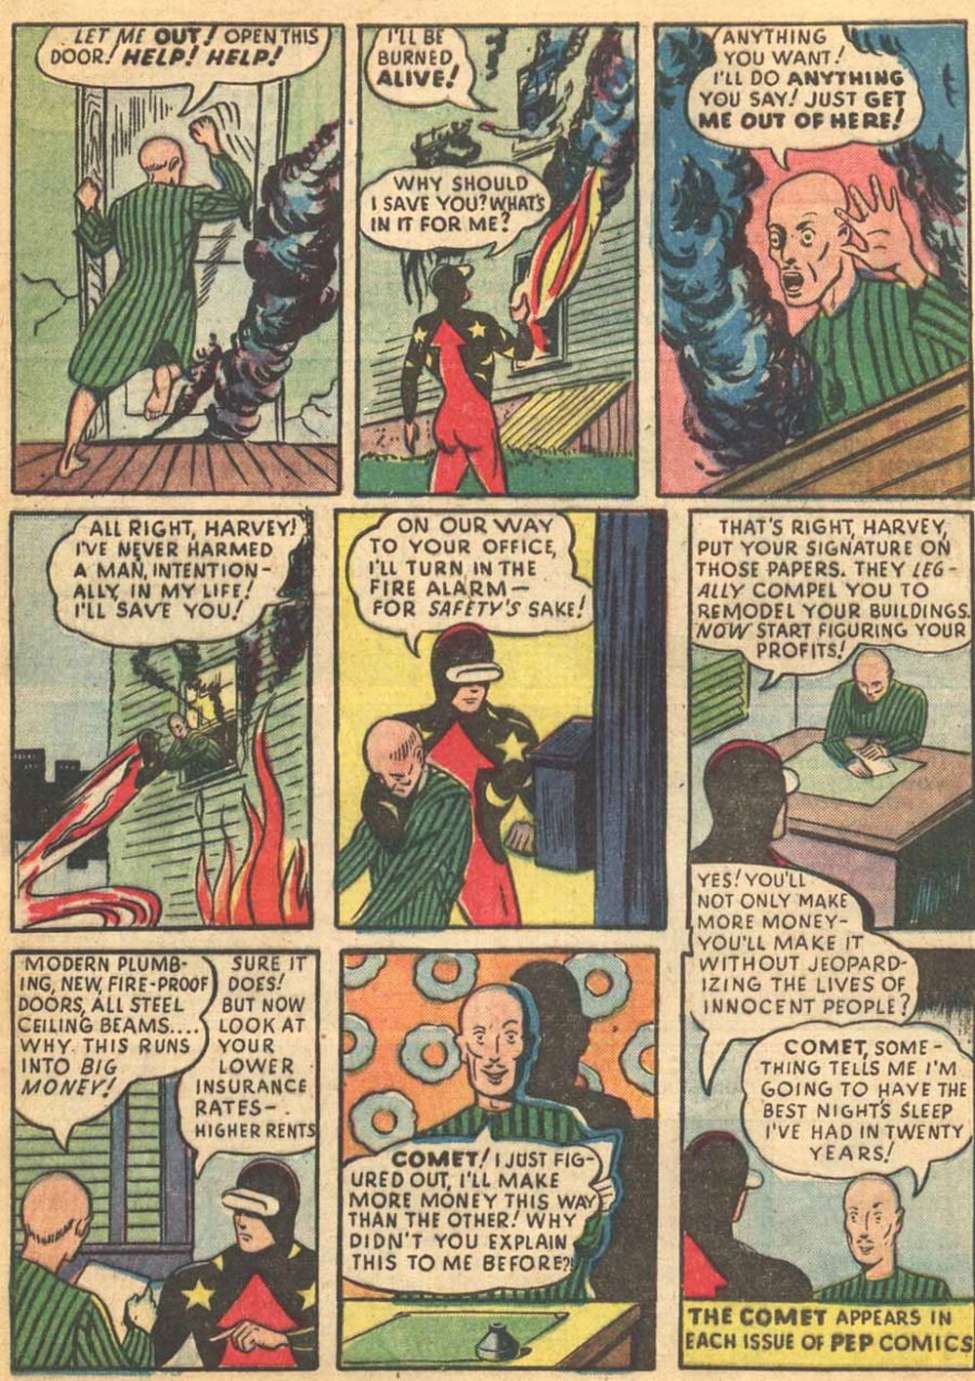 LET ME OUT! OPEN THIS
DOOR! HELP! HELP!
I'LL BE
BURNED
ALIVE!
WHY SHOULD
I SAVE YOU? WHAT'S
IN IT FOR ME?
ANYTHING
YOU WANT!
I'LL DO ANYTHING
YOU SAY! JUST GET
ME OUT OF HERE!
ALL RIGHT, HARVEY!
I'VE NEVER HARMED
A MAN, INTENTION-
ALLY, IN MY LIFE!
I'LL SAVE YOU!
ON OUR WAY
TO YOUR OFFICE,
I'LL TURN IN THE
FIRE ALARM—
FOR SAFETY'S SAKE!
THAT'S RIGHT, HARVEY,
PUT YOUR SIGNATURE ON
THOSE PAPERS. THEY LEG-
ALLY COMPEL YOU TO
REMODEL YOUR BUILDINGS.
NOW START FIGURING YOUR
PROFITS!
MODERN PLUMB-
ING, NEW, FIRE-PROOF
DOORS, ALL STEEL
CEILING BEAMS....
WHY THIS RUNS
INTO BIG
MONEY!
SURE IT
DOES!
BUT NOW
LOOK AT
YOUR
LOWER
INSURANCE
RATES-.
HIGHER RENTS
COMET! I JUST FIG-
URED OUT, I'LL MAKE
MORE MONEY THIS WAY
THAN THE OTHER! WHY
DIDN'T YOU EXPLAIN
THIS TO ME BEFORE?!
YES! YOU'LL
NOT ONLY MAKE
MORE MONEY-
YOU'LL MAKE IT
WITHOUT JEOPARD-
IZING THE LIVES OF
INNOCENT PEOPLE?
COMET, SOME-
THING TELLS ME I'M
GOING TO HAVE THE
BEST NIGHT'S SLEEP
I'VE HAD IN TWENTY
YEARS!
THE COMET APPEARS IN
EACH ISSUE OF PEP COMICS